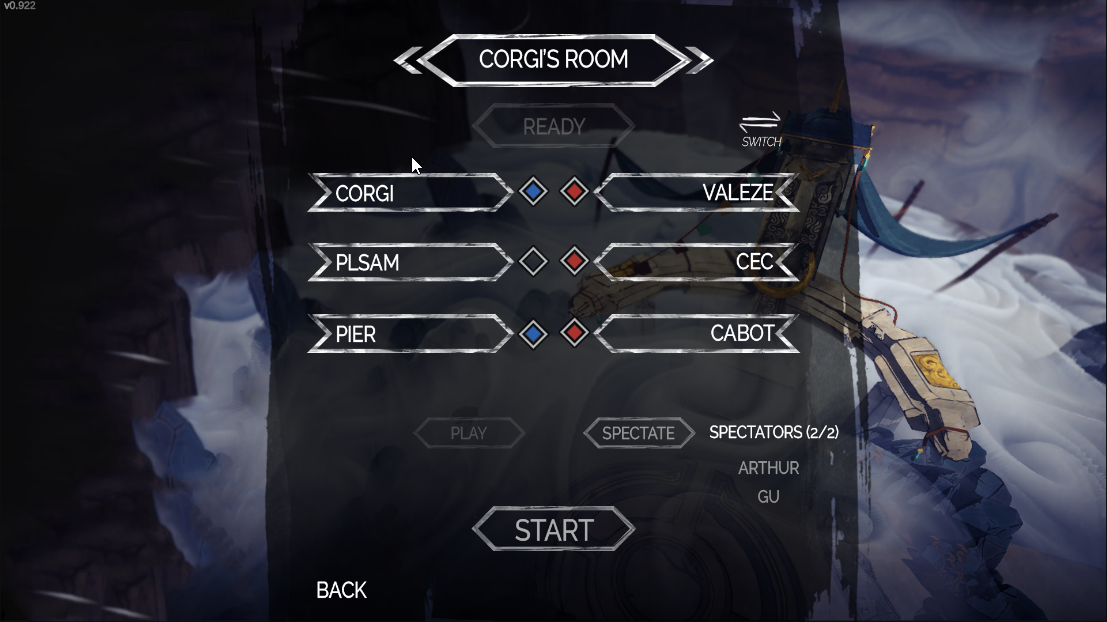 v0.922
CORGI'S ROOM
READY
SWITCH
CORGI
VALEZE
PLSAM
CEC
PIER
CABOT
PLAY
SPECTATE
SPECTATORS (2/2)
ARTHUR
GU
START
BACK